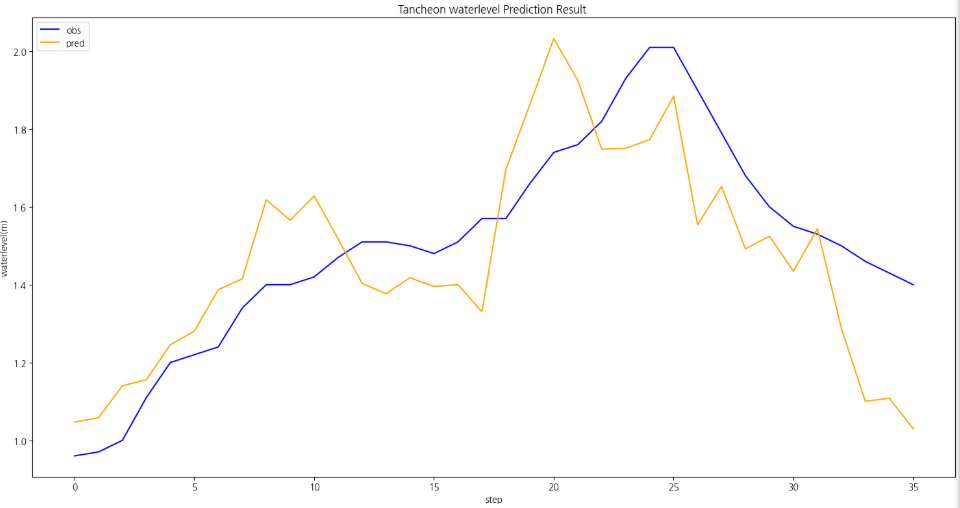 Tancheon waterlevel Prediction Result
obs
pred
2.0
1.8
1.6
1.4
1.2
1.0
waterlevel(m)
0 5 10 15 20 25 30 35
step